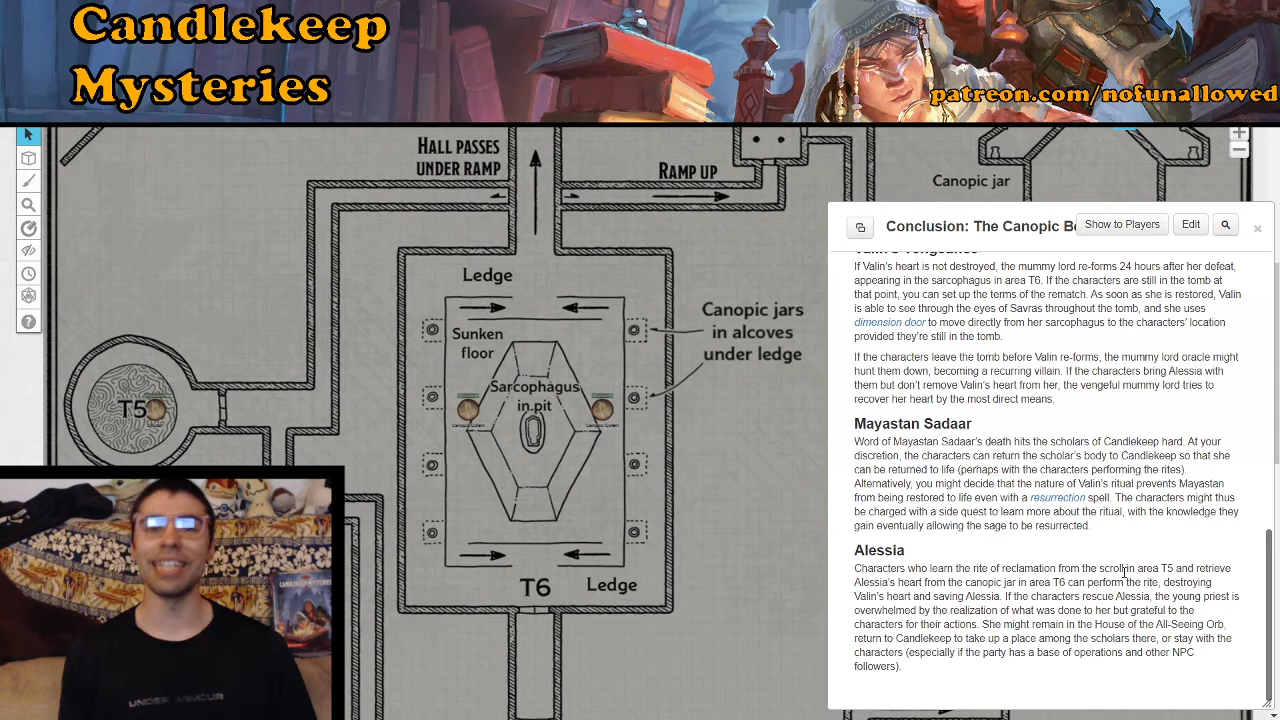 Candlekeep
Mysteries
patreon.com/nofunallowed
HALL PASSES
UNDER RAMP
RAMP UP
Canopic jar
Ledge
Canopic jars
in alcoves
under ledge
Sunken
floor
Sarcophagus
in pit
T5
T6
Ledge
Conclusion: The Canopic Be
Show to Players
Edit
Valin's Vengeance
If Valin's heart is not destroyed, the mummy lord re-forms 24 hours after her defeat,
appearing in the sarcophagus in area T6. If the characters are still in the tomb at
that point, you can set up the terms of the rematch. As soon as she is restored, Valin
is able to see through the eyes of Savras throughout the tomb, and she uses
dimension door to move directly from her sarcophagus to the characters' location
provided they're still in the tomb.
If the characters leave the tomb before Valin re-forms, the mummy lord oracle might
hunt them down, becoming a recurring villain. If the characters bring Alessia with
them but don't remove Valin's heart from her, the vengeful mummy lord tries to
recover her heart by the most direct means.
Mayastan Sadaar
Word of Mayastan Sadaar's death hits the scholars of Candlekeep hard. At your
discretion, the characters can return the scholar's body to Candlekeep so that she
can be returned to life (perhaps with the characters performing the rites).
Alternatively, you might decide that the nature of Valin's ritual prevents Mayastan
from being restored to life even with a resurrection spell. The characters might thus
be charged with a side quest to learn more about the ritual, with the knowledge they
gain eventually allowing the sage to be resurrected.
Alessia
Characters who learn the rite of reclamation from the scroll in area T5 and retrieve
Alessia's heart from the canopic jar in area T6 can perform the rite, destroying
Valin's heart and saving Alessia. If the characters rescue Alessia, the young priest is
overwhelmed by the realization of what was done to her but grateful to the
characters for their actions. She might remain in the House of the All-Seeing Orb,
return to Candlekeep to take up a place among the scholars there, or stay with the
characters (especially if the party has a base of operations and other NPC
followers).
CANDLEKEEP
UNDER ARMOUR